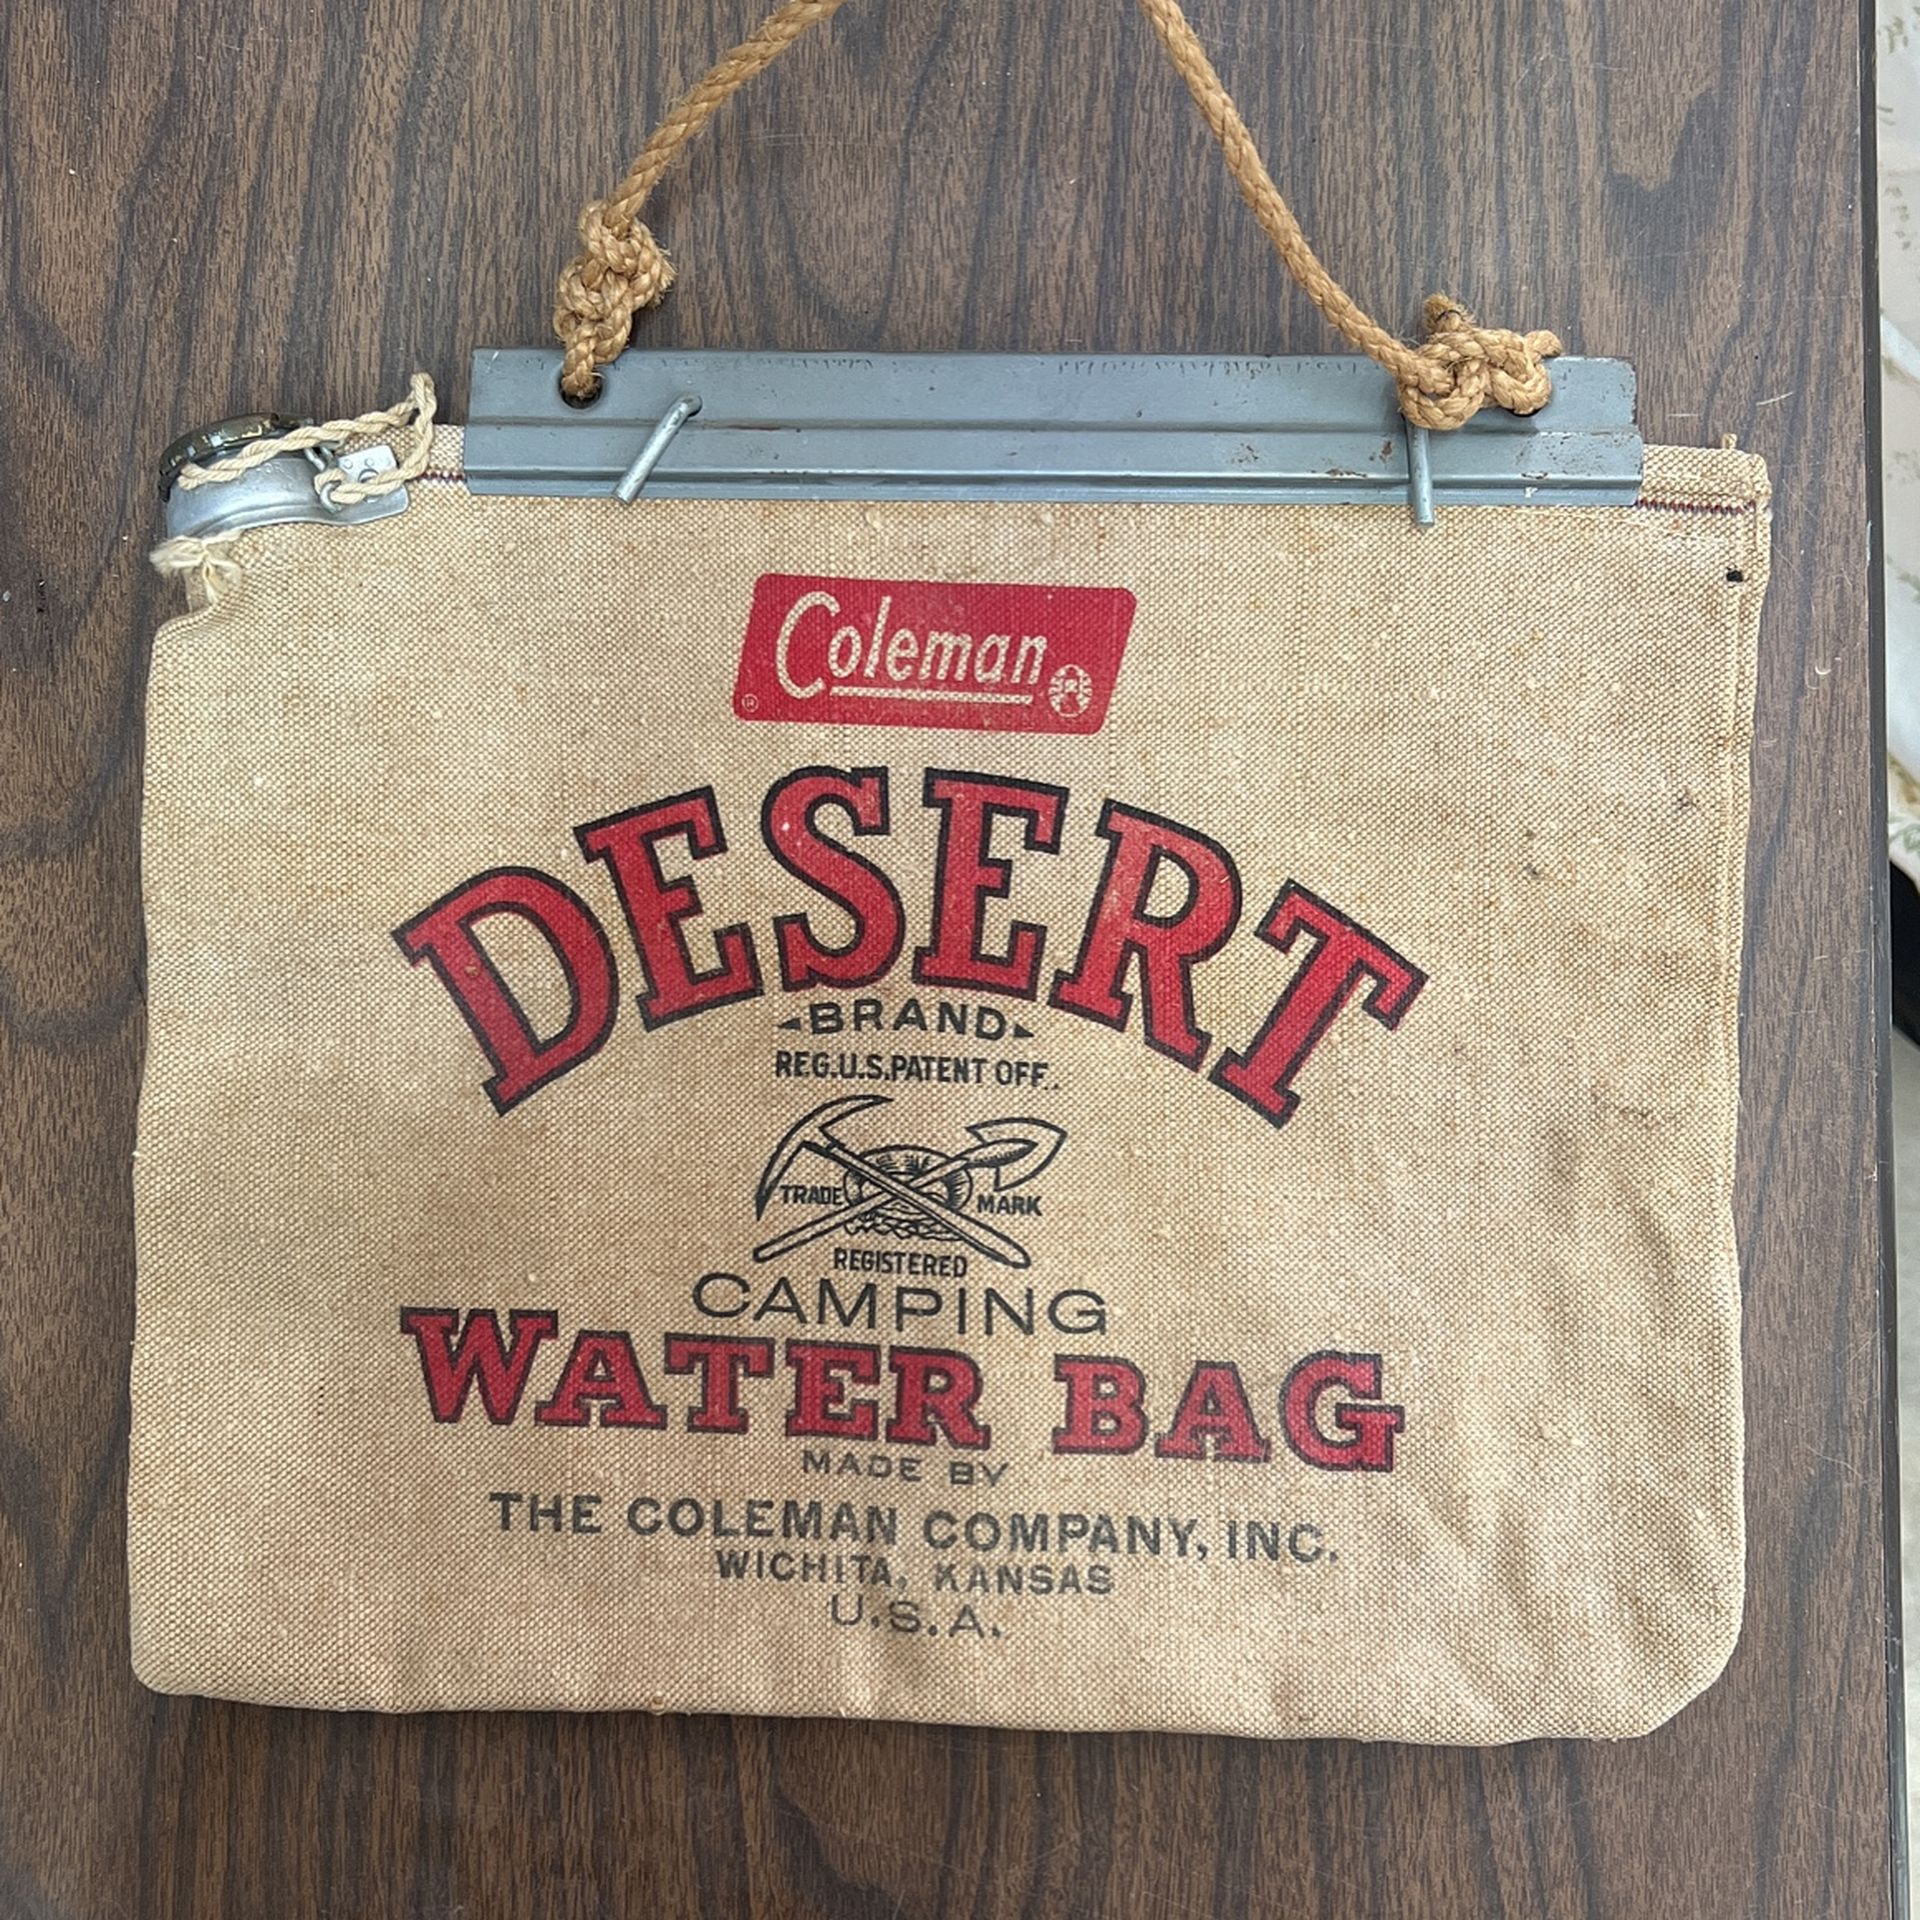 Coleman ®
®
DESERT
BRAND
REG.U.S.PATENT OFF.
TRADE MARK
REGISTERED
CAMPING
WATER BAG
MADE BY
THE COLEMAN COMPANY, INC.
WICHITA, KANSAS
U.S.A.